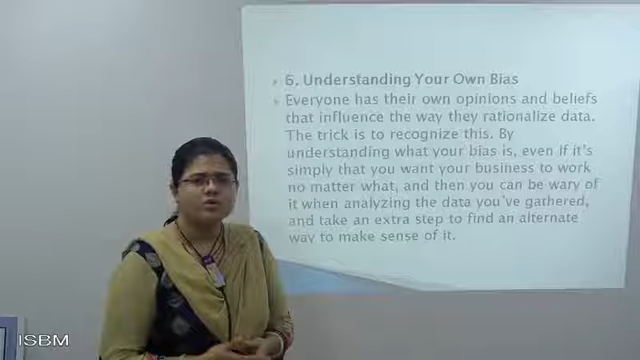 6. Understanding Your Own Bias
Everyone has their own opinions and beliefs
that influence the way they rationalize data.
The trick is to recognize this. By
understanding what your bias is, even if it's
simply that you want your business to work
no matter what, and then you can be wary of
it when analyzing the data you've gathered,
and take an extra step to find an alternate
way to make sense of it.
ISBM